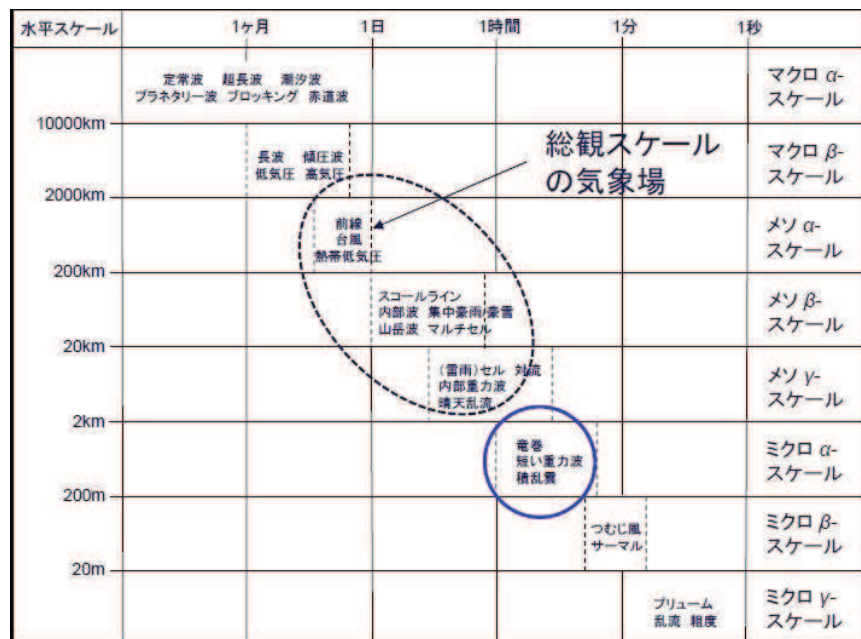 水平スケール 1ヶ月 1日 1時間 1分 1秒
定常波 超長波 潮汐波
プラネタリー波 ブロッキング 赤道波
マクロ α-
スケール
10000km
長波 傾圧波
低気圧 高気圧
総観スケール
の気象場
マクロ β-
スケール
2000km
前線
台風
熱帯低気圧
メソ α-
スケール
200km
スコールライン
内部波 集中豪雨/豪雪
山岳波 マルチセル
メソ β-
スケール
20km
(雷雨)セル 対流
内部重力波
晴天乱流
メソ γ-
スケール
2km
竜巻
短い重力波
積乱雲
ミクロ α-
スケール
200m
つむじ風
サーマル
ミクロ β-
スケール
20m
プリューム
乱流 粗度
ミクロ γ-
スケール